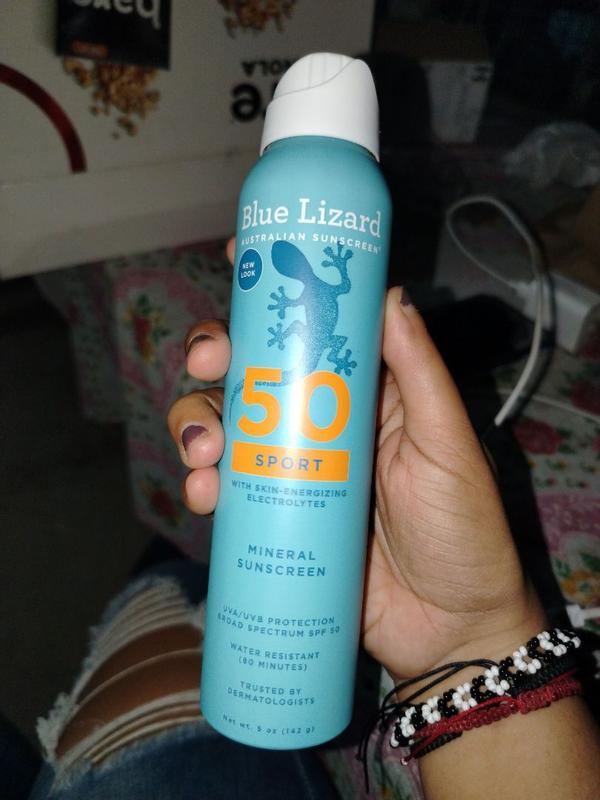 Blue Lizard
AUSTRALIAN SUNSCREEN®
NEW
LOOK
50
SPORT
WITH SKIN-ENERGIZING
ELECTROLYTES
MINERAL
SUNSCREEN
UVA/UVB PROTECTION
BROAD SPECTRUM SPF 50
WATER RESISTANT
(80 MINUTES)
TRUSTED BY
DERMATOLOGISTS
Net wt. 5 oz (142 g)